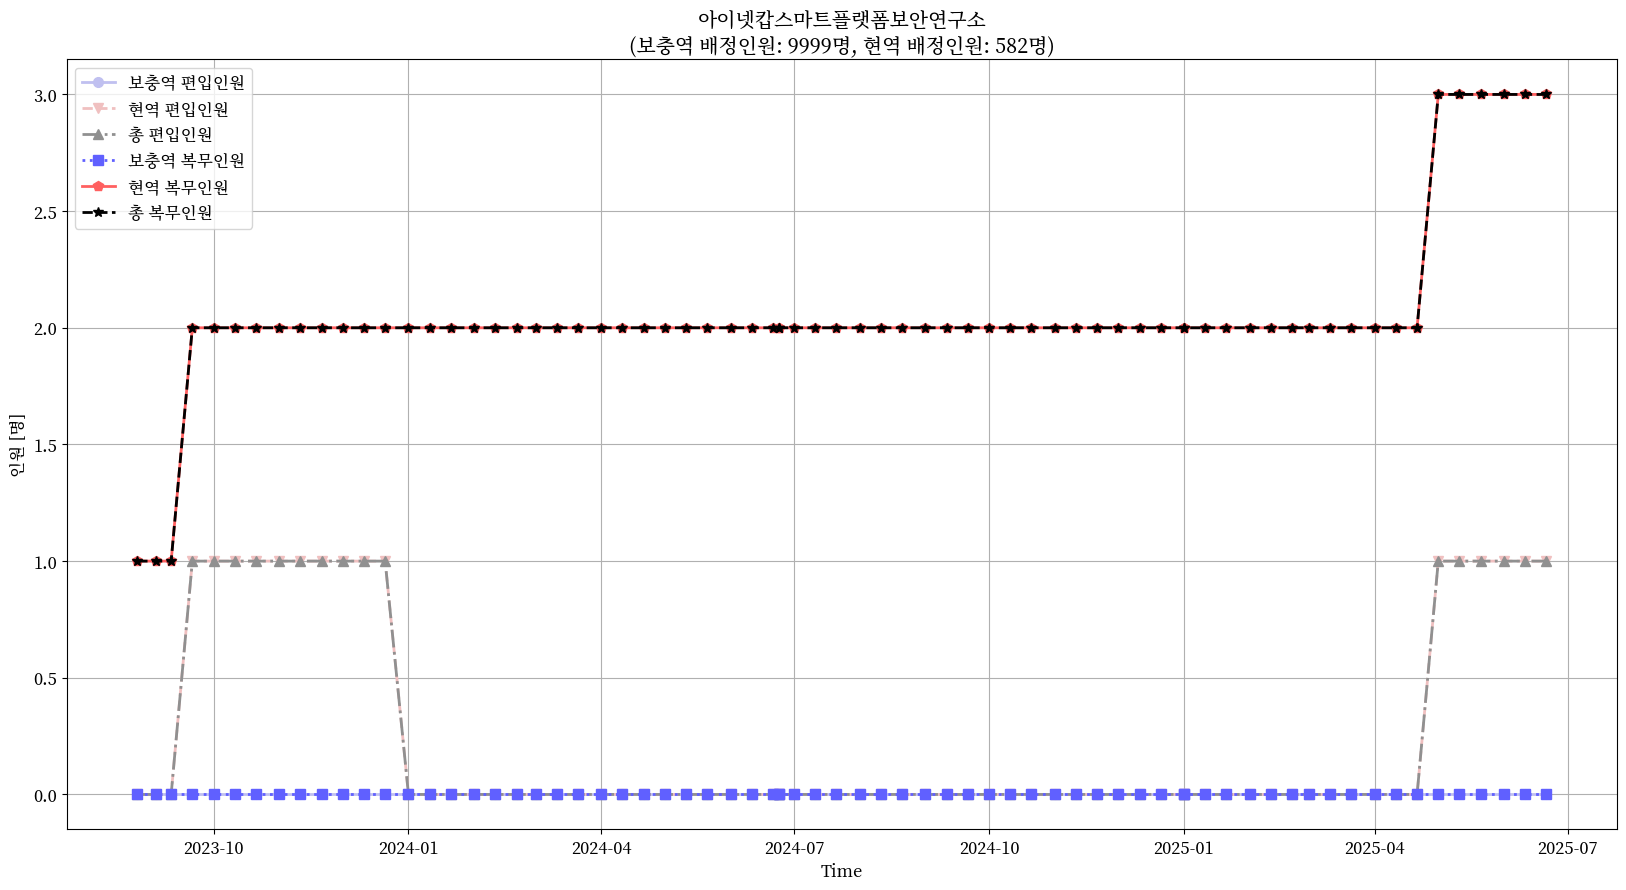 아이넷캅스마트플랫폼보안연구소
(보충역 배정인원: 9999명, 현역 배정인원: 582명)
보충역 편입인원
현역 편입인원
총 편입인원
보충역 복무인원
현역 복무인원
총 복무인원
인원 [명]
3.0
2.5
2.0
1.5
1.0
0.5
0.0
2023-10 2024-01 2024-04 2024-07 2024-10 2025-01 2025-04 2025-07
Time